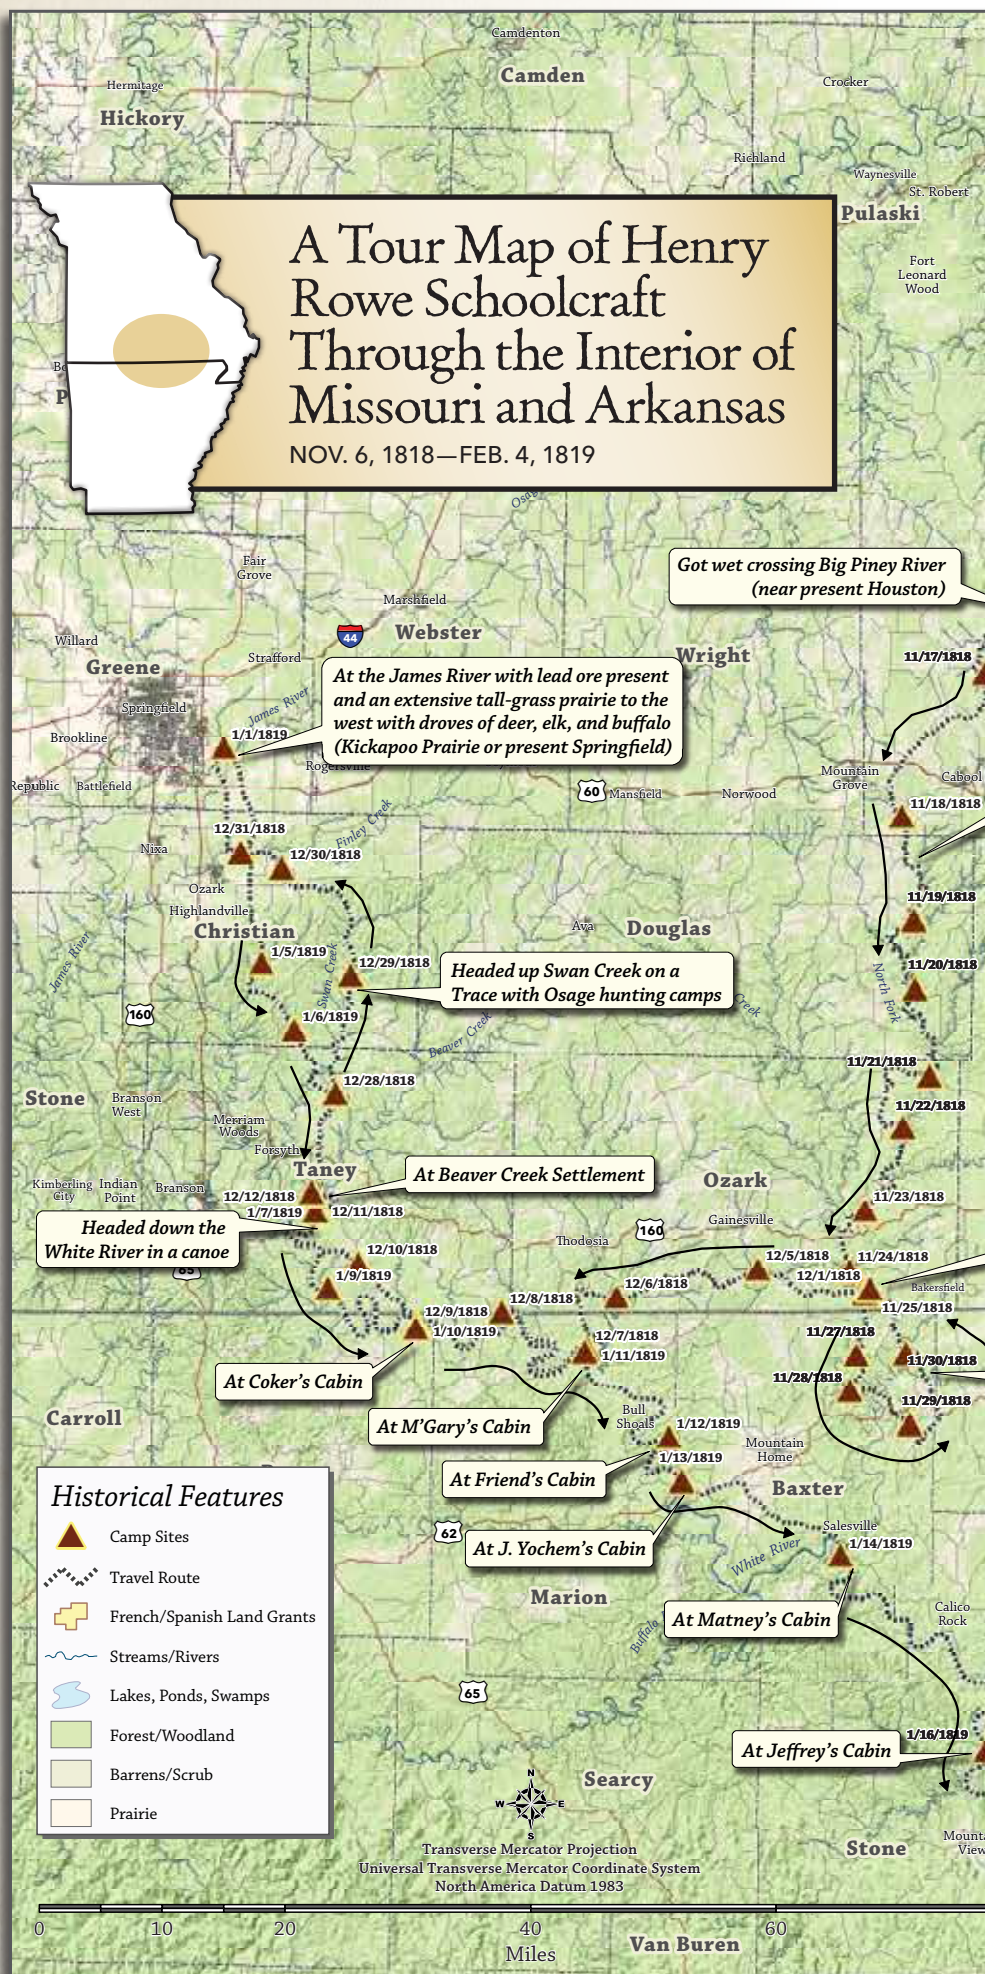 Camdenton
Camden
Hermitage
Crocker
Hickory
Richland
Waynesville
St. Robert
Pulaski
Fort
Leonard
Wood
A Tour Map of Henry
Rowe Schoolcraft
Through the Interior of
Missouri and Arkansas
NOV. 6, 1818—FEB. 4, 1819
Bo
P
Osag
Fair
Grove
Got wet crossing Big Piney River
(near present Houston)
Marshfield
44
Webster
Willard
Greene
Strafford
Wright
11/17/1818
At the James River with lead ore present
and an extensive tall-grass prairie to the
west with droves of deer, elk, and buffalo
(Kickapoo Prairie or present Springfield)
Springfield
James River
1/1/1819
Brookline
Rogersville
Republic
Battlefield
60
Mansfield
Norwood
Mountain
Grove
Cabool
11/18/1818
12/31/1818
Finley Creek
Nixa
12/30/1818
Ozark
Highlandville
Christian
11/19/1818
Ava
Douglas
James River
1/5/1819
Swan Creek
12/29/1818
Headed up Swan Creek on a
Trace with Osage hunting camps
11/20/1818
North Fork
Creek
160
1/6/1819
Beaver Creek
11/21/1818
12/28/1818
Stone
Branson
West
11/22/1818
Merriam
Woods
Forsyth
Taney
At Beaver Creek Settlement
Ozark
Kimberling
City
Indian
Point
Branson
12/12/1818
11/23/1818
1/7/1819
12/11/1818
Headed down the
White River in a canoe
Gainesville
160
Thodosia
65
12/10/1818
12/5/1818
11/24/1818
1/9/1819
12/6/1818
12/1/1818
Bakersfield
12/8/1818
12/9/1818
11/25/1818
1/10/1819
12/7/1818
1/11/1819
11/27/1818
11/30/1818
At Coker's Cabin
11/28/1818
11/29/1818
Carroll
At M'Gary's Cabin
Bull
Shoals
1/12/1819
Mountain
Home
1/13/1819
At Friend's Cabin
Baxter
Historical Features
Camp Sites
Travel Route
French/Spanish Land Grants
Streams/Rivers
Lakes, Ponds, Swamps
Forest/Woodland
Barrens/Scrub
Prairie
62
At J. Yochem's Cabin
Salesville
1/14/1819
White River
Marion
At Matney's Cabin
Calico
Rock
Buffalo
65
1/16/1819
At Jeffrey's Cabin
Searcy
N
W
E
S
Transverse Mercator Projection
Universal Transverse Mercator Coordinate System
North America Datum 1983
Stone
Mounta
View
0 10 20 40 60
Miles
Van Buren